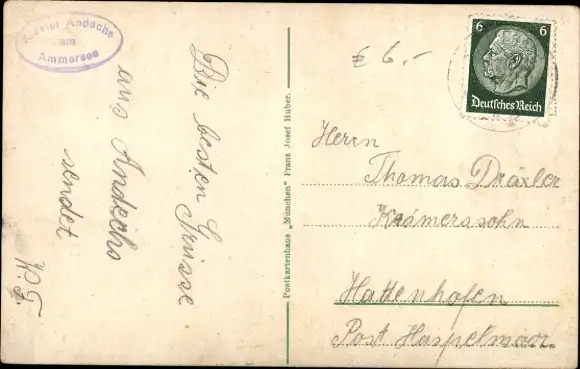 Kloster Andechs
am
Ammersee
Die besten Grüsse
aus Andechs
sendet
Postkartenhaus „München“ Franz Josef Huber.
€ 6.-
6 6
Deutsches Reich
Herrn
Thomas Dräxler
Krämerssohn
Hattenhofen
Post Haspelmoor